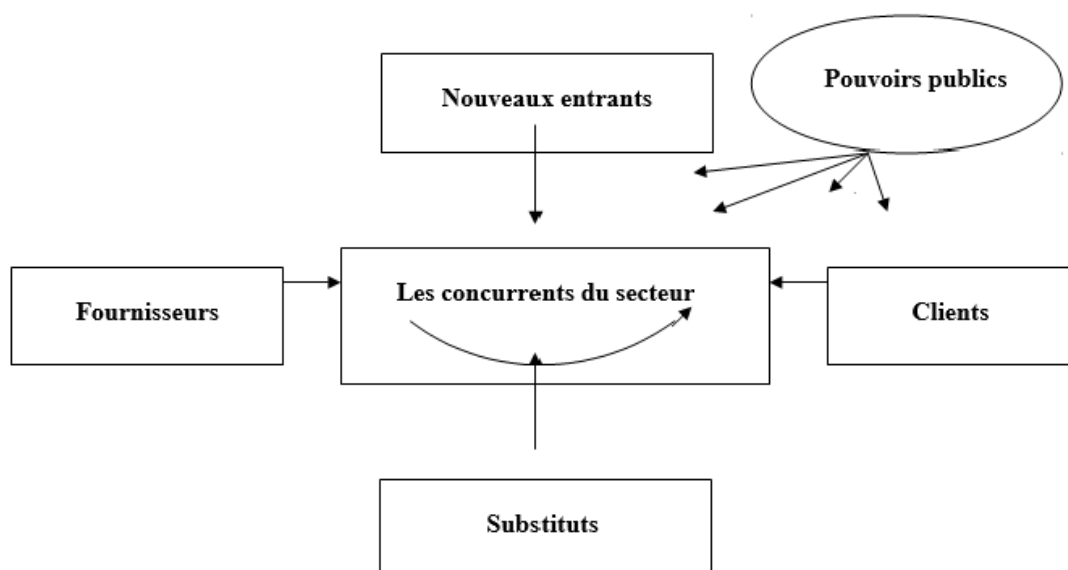 Pouvoirs publics
Nouveaux entrants
Les concurrents du secteur
Fournisseurs
Clients
Substituts